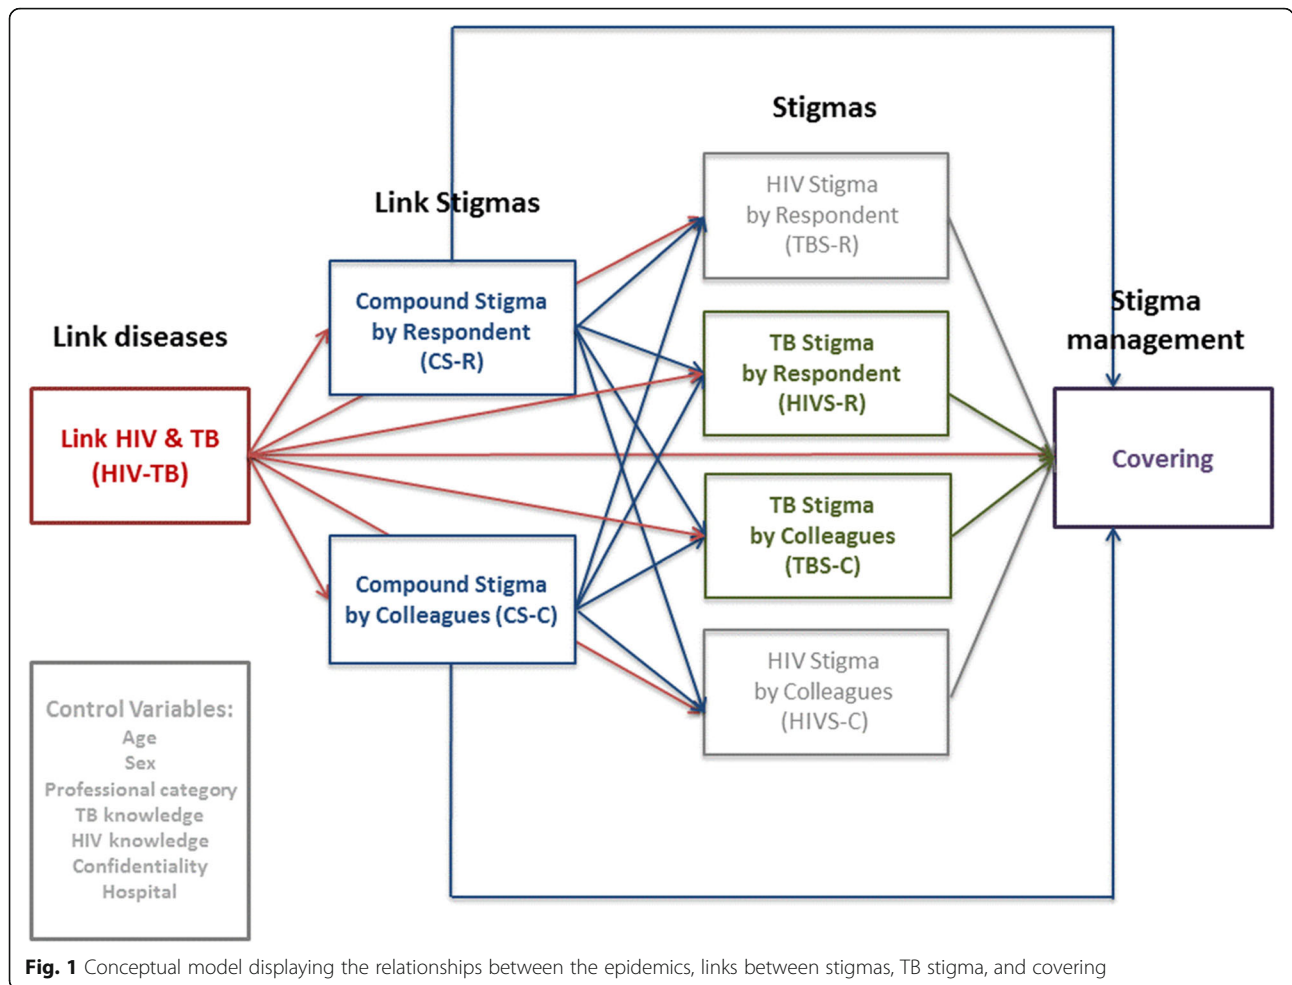 Stigmas
Link Stigmas
HIV Stigma
by Respondent
(TBS-R)
Link diseases
Compound Stigma
by Respondent
(CS-R)
TB Stigma
by Respondent
(HIVS-R)
Stigma
management
Link HIV & TB
(HIV-TB)
Covering
TB Stigma
by Colleagues
(TBS-C)
Compound Stigma
by Colleagues (CS-C)
HIV Stigma
by Colleagues
(HIVS-C)
Control Variables:
Age
Sex
Professional category
TB knowledge
HIV knowledge
Confidentiality
Hospital
Fig. 1 Conceptual model displaying the relationships between the epidemics, links between stigmas, TB stigma, and covering